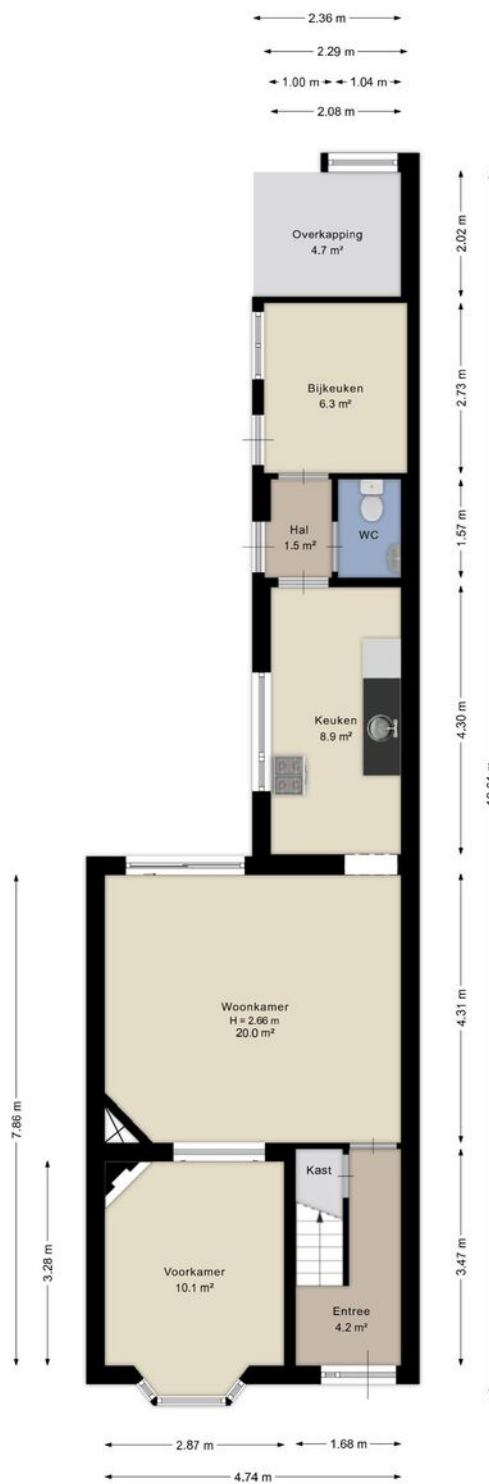 2.36 m
2.29 m
1.00 m 1.04 m
2.08 m
Overkapping
4.7 m²
2.02 m
Bijkeuken
6.3 m²
2.73 m
Hal
1.5 m²
WC
1.57 m
Keuken
8.9 m²
4.30 m
Woonkamer
H = 2.66 m
20.0 m²
4.31 m
7.86 m
Kast
Voorkamer
10.1 m²
3.28 m
Entree
4.2 m²
3.47 m
2.87 m 1.68 m
4.74 m